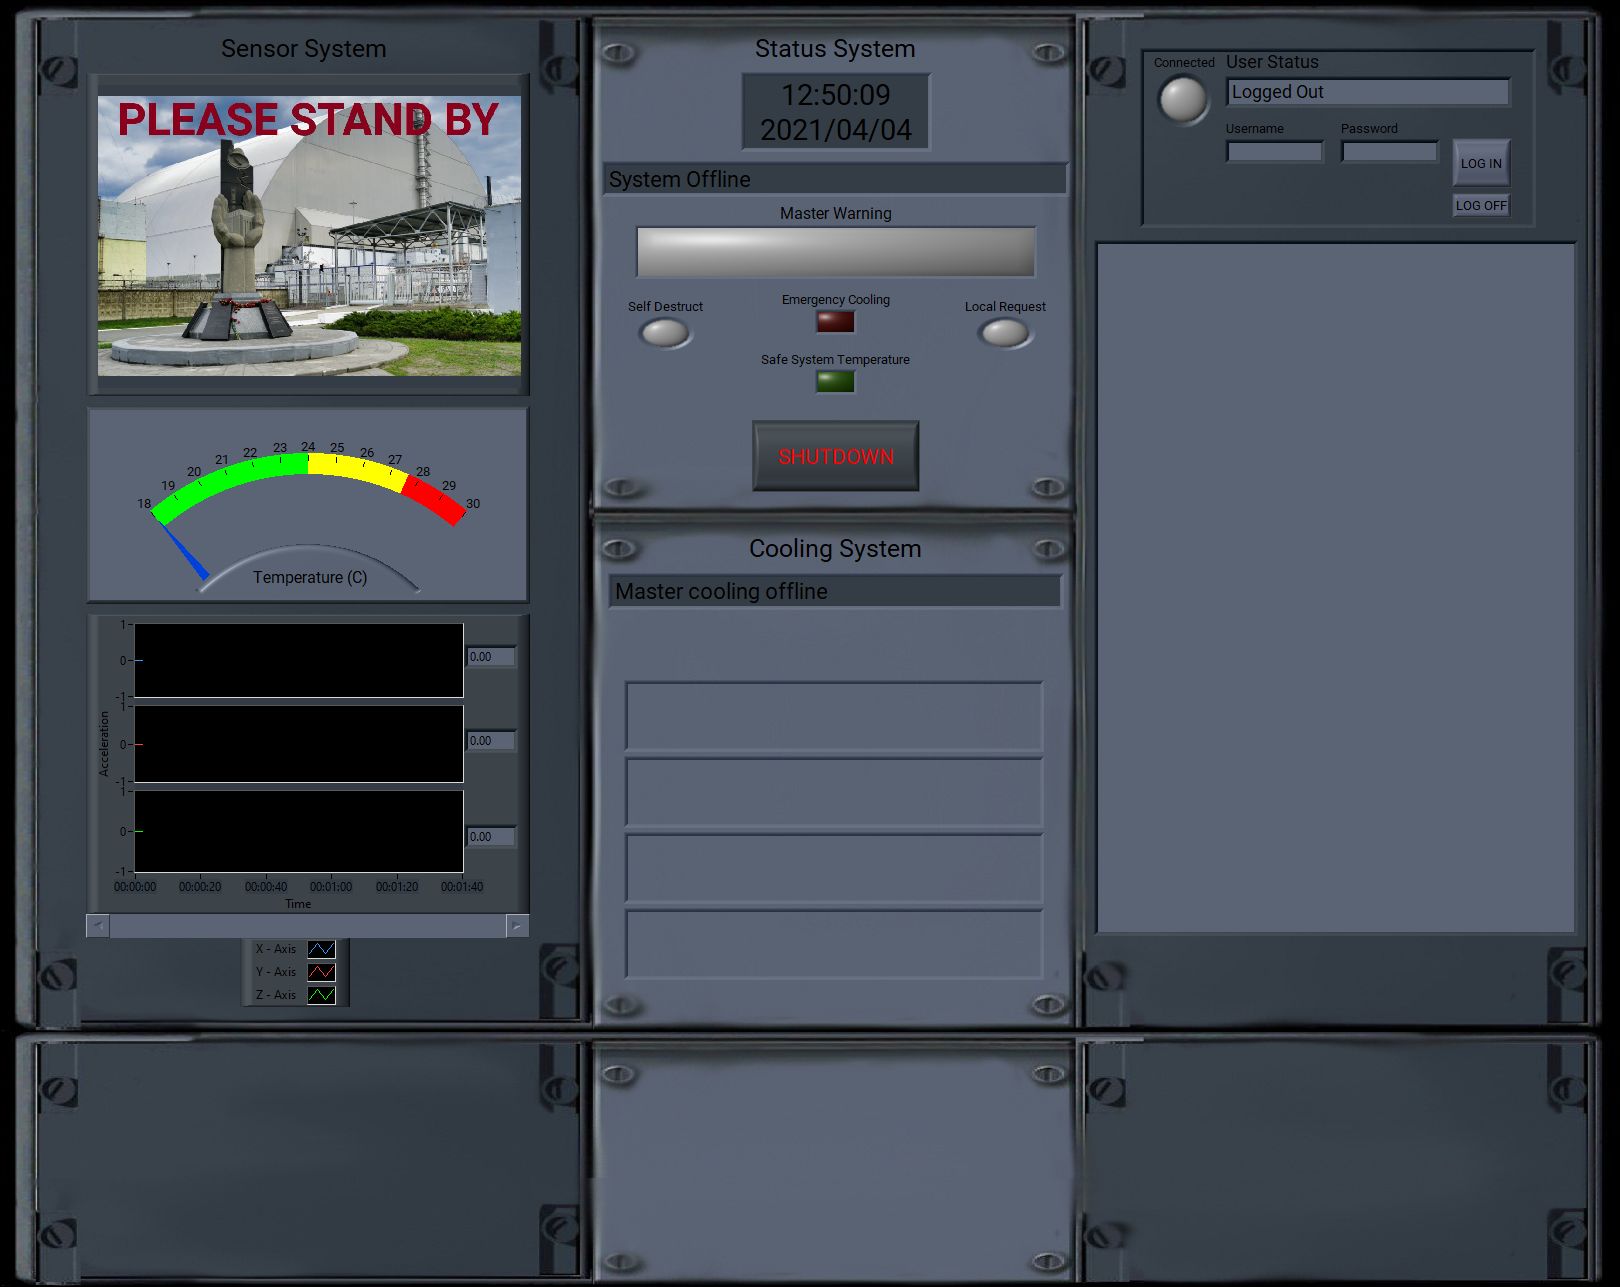 Sensor System
PLEASE STAND BY
18 19 20 21 22 23 24 25 26 27 28 29 30
Temperature (C)
1
0
-1
0.00
1
0
-1
0.00
1
0
-1
0.00
Acceleration
00:00:00 00:00:20 00:00:40 00:01:00 00:01:20 00:01:40
Time
X - Axis
Y - Axis
Z - Axis
Status System
12:50:09
2021/04/04
System Offline
Master Warning
Self Destruct
Emergency Cooling
Local Request
Safe System Temperature
SHUTDOWN
Cooling System
Master cooling offline
Connected
User Status
Logged Out
Username
Password
LOG IN
LOG OFF